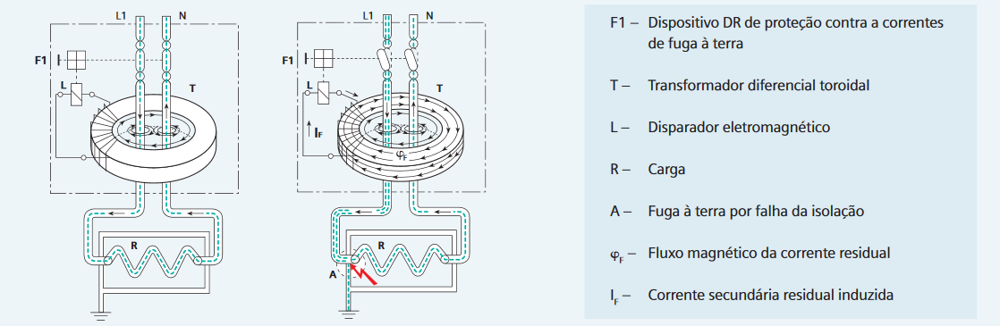 L1
N
F1
L
T
R
L1
N
F1
L
T
I_F
φ_F
R
A
F1 – Dispositivo DR de proteção contra a correntes
de fuga à terra
T – Transformador diferencial toroidal
L – Disparador eletromagnético
R – Carga
A – Fuga à terra por falha da isolação
φ_F – Fluxo magnético da corrente residual
I_F – Corrente secundária residual induzida